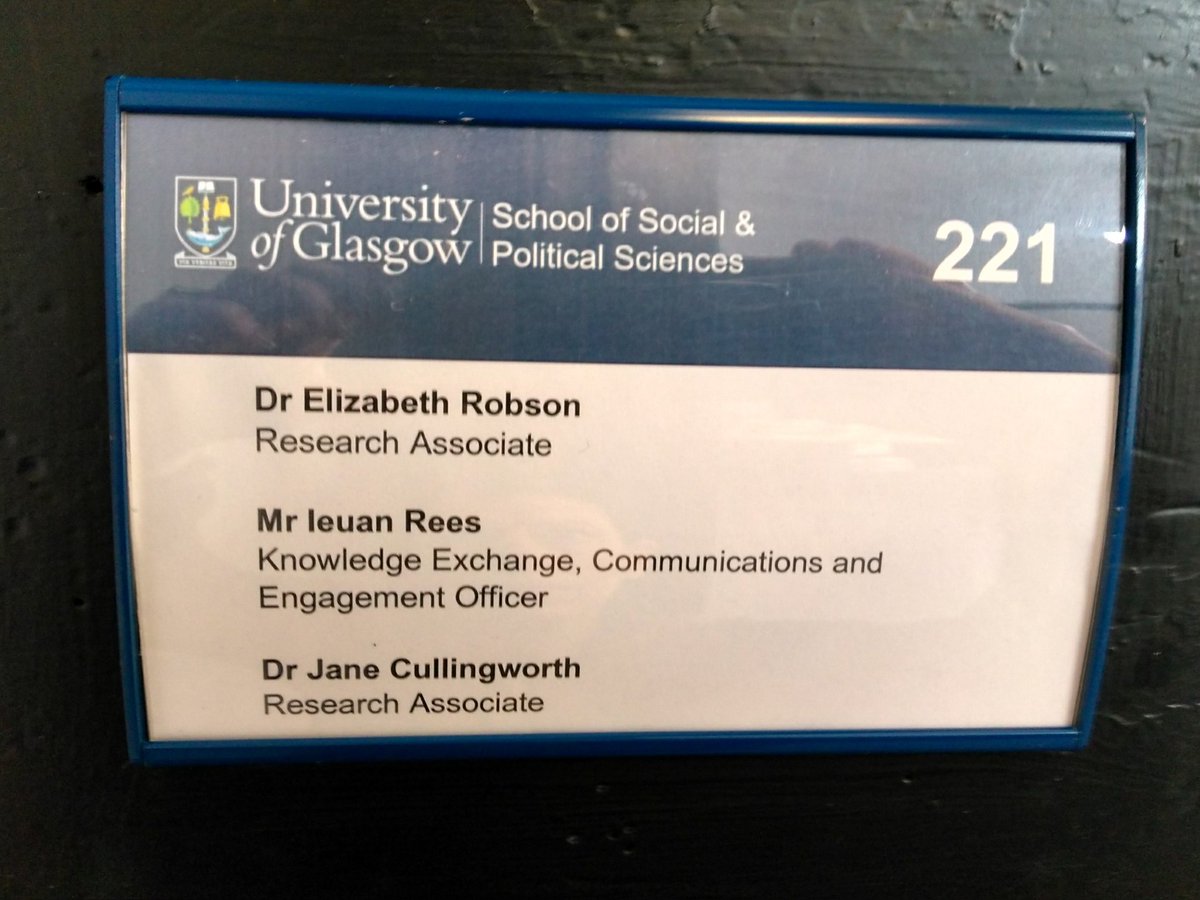 University
of Glasgow
School of Social &
Political Sciences
221
Dr Elizabeth Robson
Research Associate
Mr Ieuan Rees
Knowledge Exchange, Communications and
Engagement Officer
Dr Jane Cullingworth
Research Associate